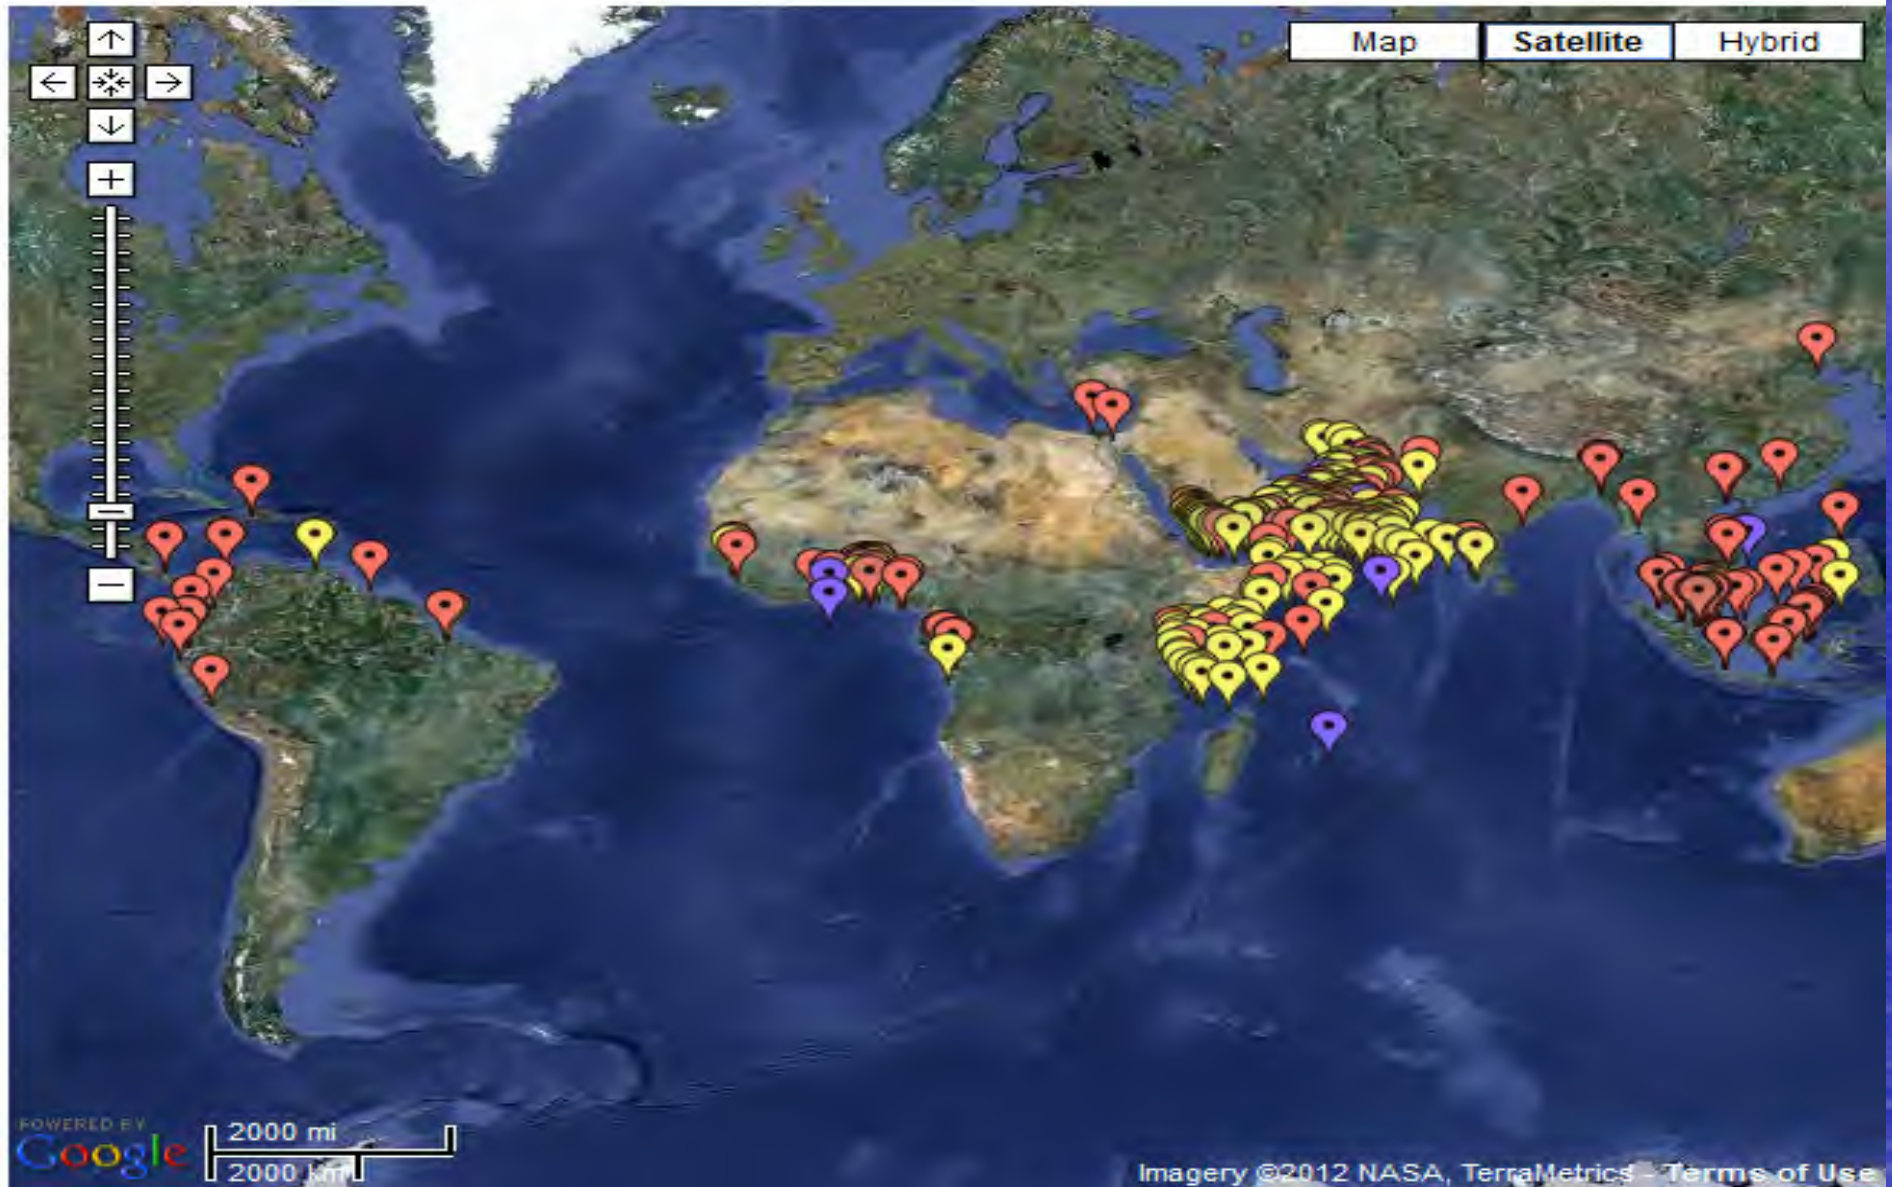 Map Satellite Hybrid
POWERED BY
Google
2000 mi
2000 km
Imagery ©2012 NASA, TerraMetrics - Terms of Use